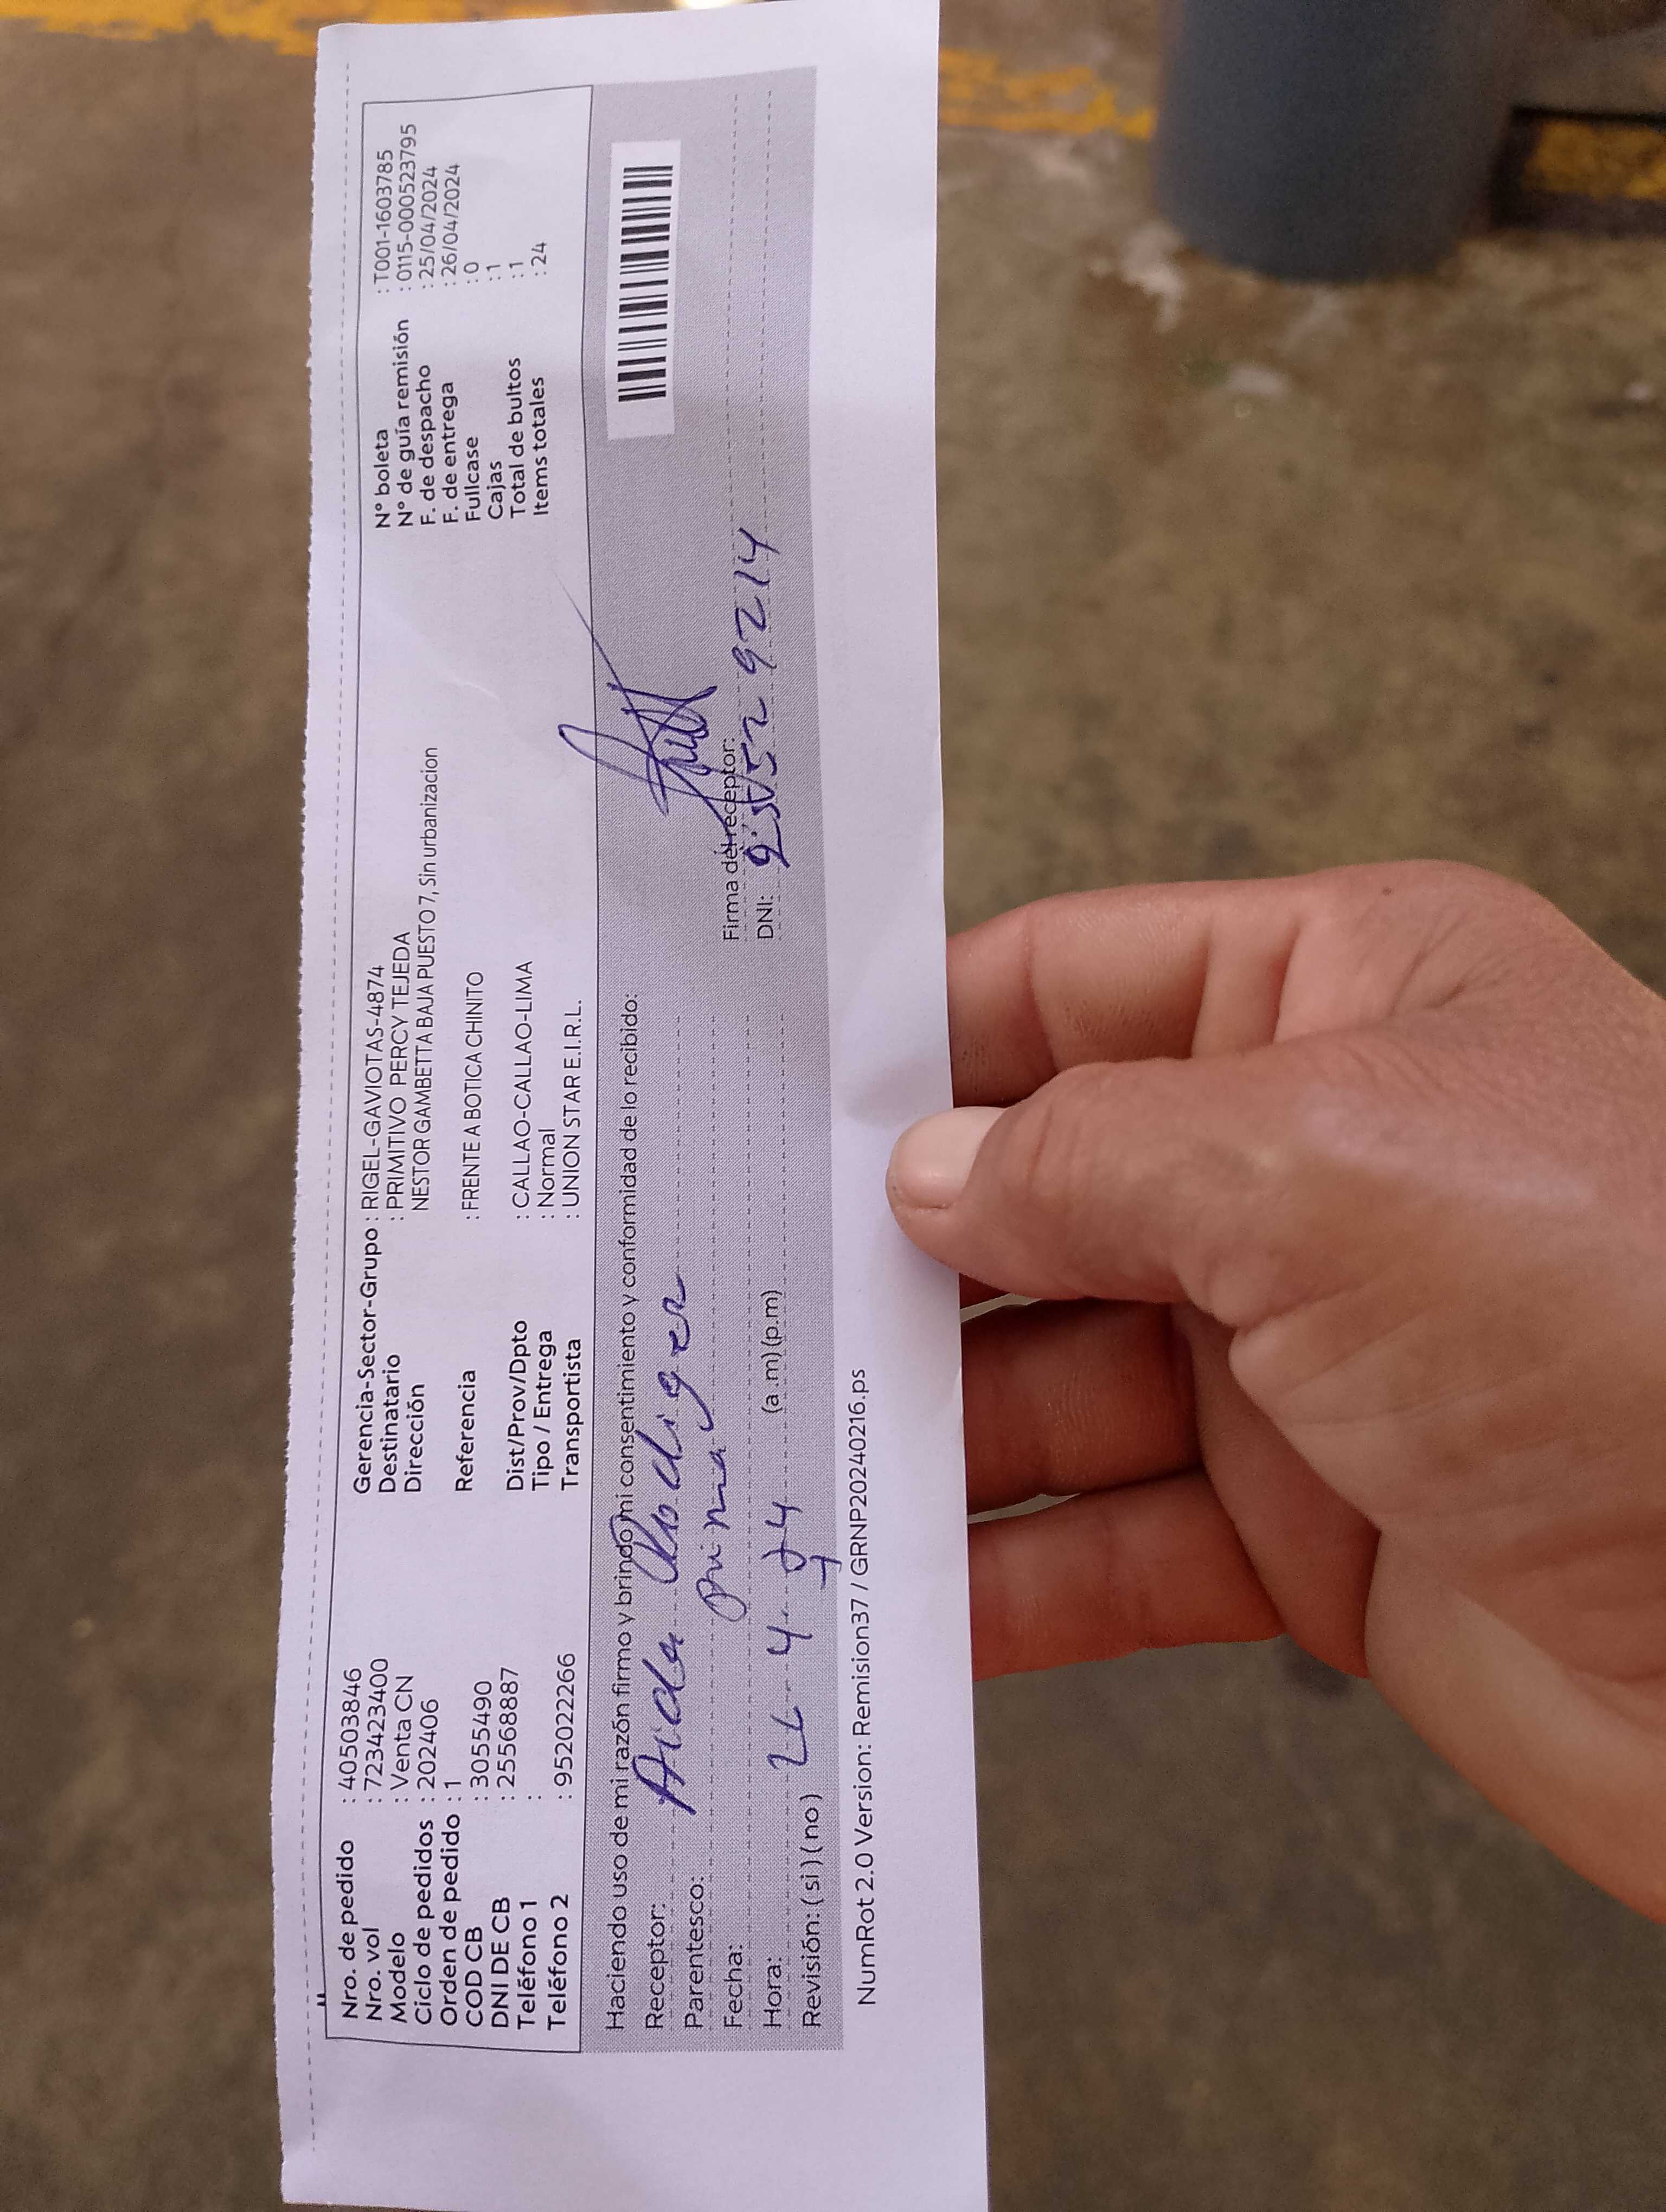 Nro. de pedido : 40503846
Nro. vol : 723423400
Modelo : Venta CN
Ciclo de pedidos : 202406
Orden de pedido : 1
COD CB : 3055490
DNI DE CB : 25568887
Teléfono 1 :
Teléfono 2 : 952022266
Gerencia-Sector-Grupo : RIGEL-GAVIOTAS-4874
Destinatario : PRIMITIVO PERCY TEJEDA
Dirección NESTOR GAMBETTA BAJA PUESTO 7, Sin urbanizacion
Referencia : FRENTE A BOTICA CHINITO
Dist/Prov/Dpto : CALLAO-CALLAO-LIMA
Tipo / Entrega : Normal
Transportista : UNION STAR E.I.R.L.
N° boleta : T001-1603785
N° de guía remisión : 0115-0000523795
F. de despacho : 25/04/2024
F. de entrega : 26/04/2024
Fullcase : 0
Cajas : 1
Total de bultos : 1
Items totales : 24
Haciendo uso de mi razón firmo y brindo mi consentimiento y conformidad de lo recibido:
Receptor: Aida
Parentesco:
Fecha:
Hora: (a .m) (p.m)
Revisión: ( si ) ( no )
Firma del receptor:
DNI:
NumRot 2.0 Version: Remision37 / GRNP20240216.ps